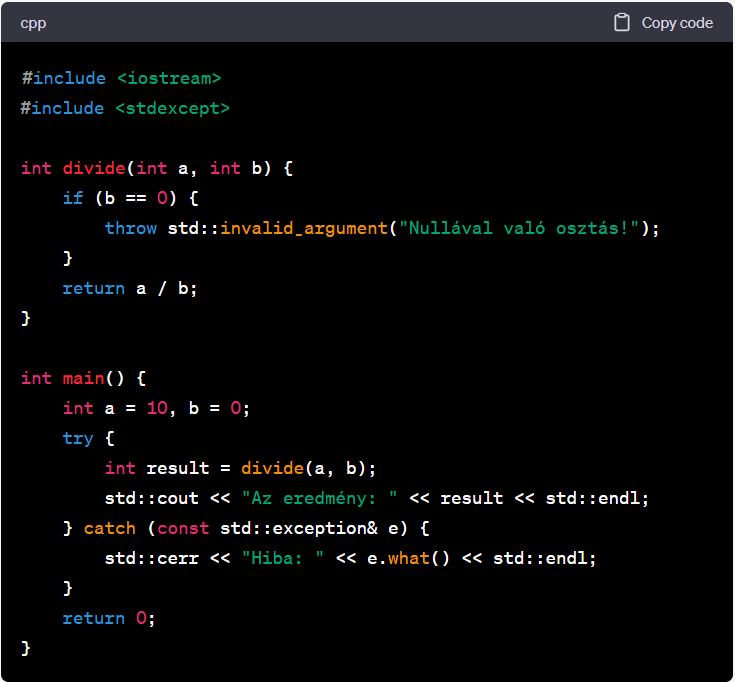 cpp
Copy code
#include <iostream>
#include <stdexcept>
int divide(int a, int b) {
    if (b == 0) {
        throw std::invalid_argument("Nullával való osztás!");
    }
    return a / b;
}
int main() {
    int a = 10, b = 0;
    try {
        int result = divide(a, b);
        std::cout << "Az eredmény: " << result << std::endl;
    } catch (const std::exception& e) {
        std::cerr << "Hiba: " << e.what() << std::endl;
    }
    return 0;
}